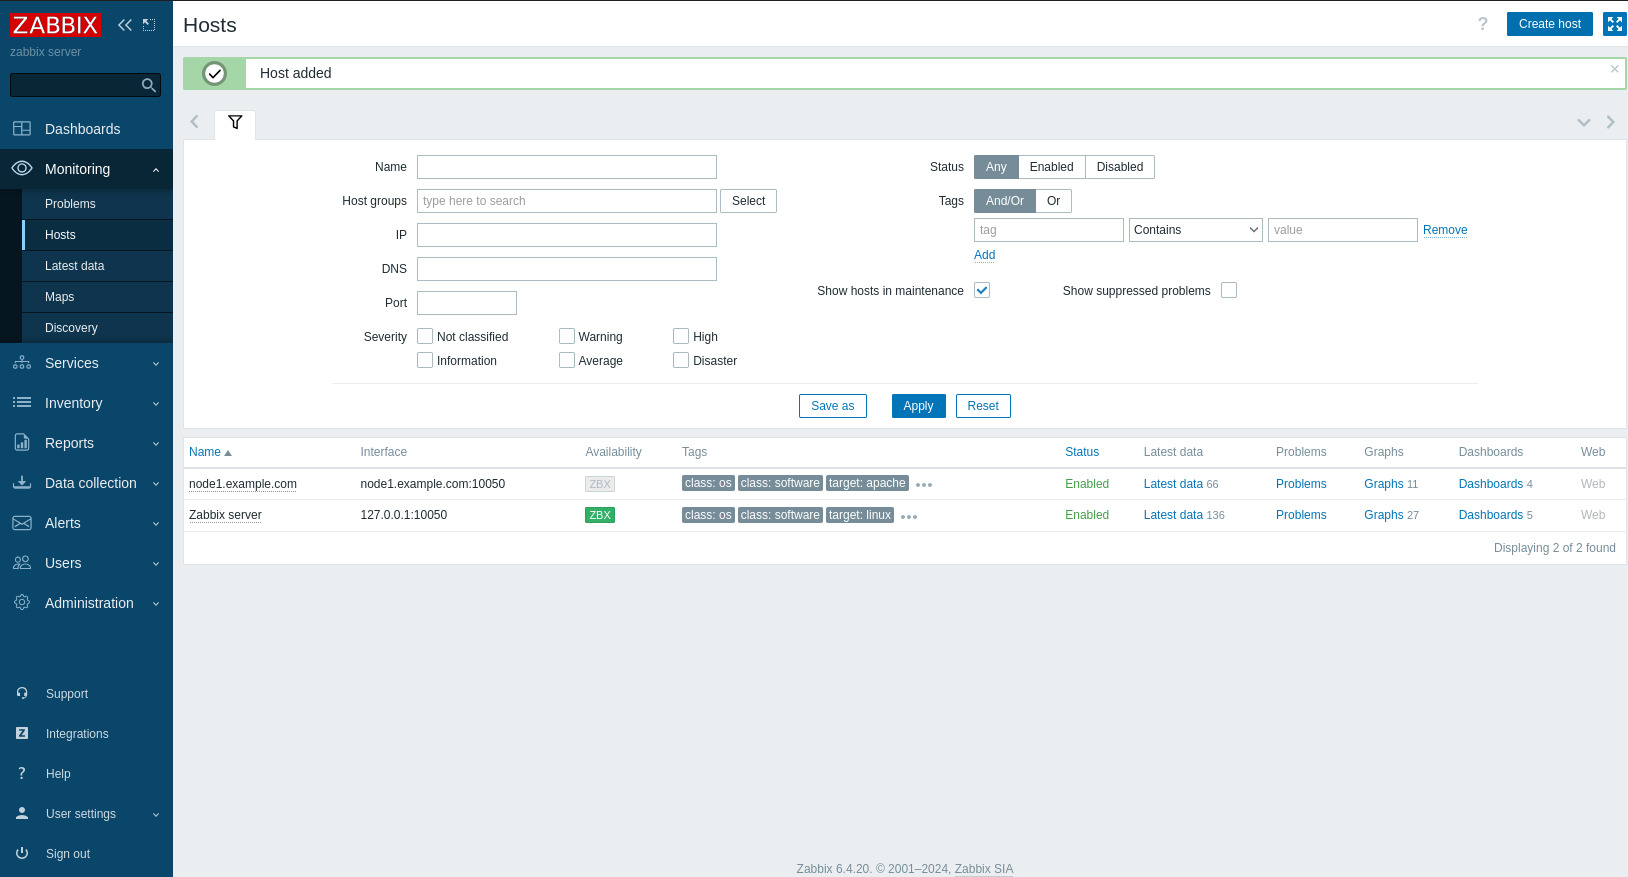 ZABBIX
zabbix server
Dashboards
Monitoring
Problems
Hosts
Latest data
Maps
Discovery
Services
Inventory
Reports
Data collection
Alerts
Users
Administration
Support
Integrations
Help
User settings
Sign out
Hosts
? Create host
Host added
Name
Host groups type here to search Select
IP
DNS
Port
Severity Not classified Warning High
Information Average Disaster
Status Any Enabled Disabled
Tags And/Or Or
tag Contains value Remove
Add
Show hosts in maintenance Show suppressed problems
Save as Apply Reset
Name Interface Availability Tags Status Latest data Problems Graphs Dashboards Web
node1.example.com node1.example.com:10050 ZBX class: os class: software target: apache ••• Enabled Latest data 66 Problems Graphs 11 Dashboards 4 Web
Zabbix server 127.0.0.1:10050 ZBX class: os class: software target: linux ••• Enabled Latest data 136 Problems Graphs 27 Dashboards 5 Web
Displaying 2 of 2 found
Zabbix 6.4.20. © 2001–2024, Zabbix SIA